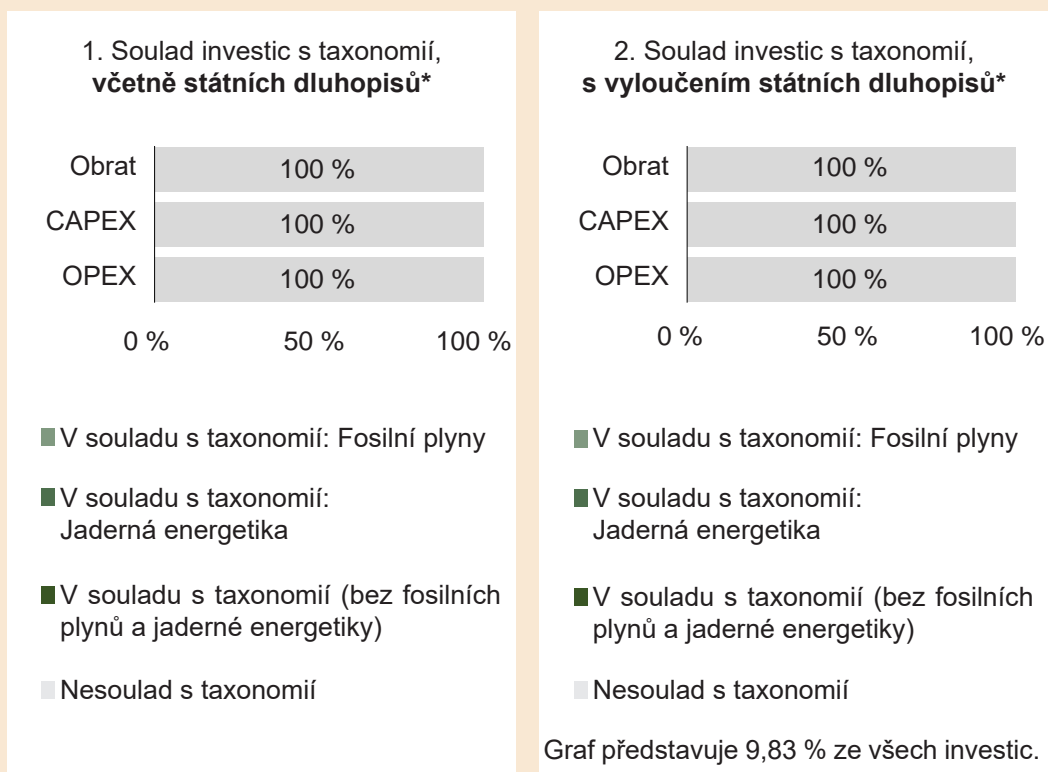 1. Soulad investic s taxonomií,
včetně státních dluhopisů*
Obrat
100 %
CAPEX
100 %
OPEX
100 %
0 %
50 %
100 %
V souladu s taxonomií: Fosilní plyny
V souladu s taxonomií:
Jaderná energetika
V souladu s taxonomií (bez fosilních
plynů a jaderné energetiky)
Nesoulad s taxonomií
2. Soulad investic s taxonomií,
s vyloučením státních dluhopisů*
Obrat
100 %
CAPEX
100 %
OPEX
100 %
0 %
50 %
100 %
V souladu s taxonomií: Fosilní plyny
V souladu s taxonomií:
Jaderná energetika
V souladu s taxonomií (bez fosilních
plynů a jaderné energetiky)
Nesoulad s taxonomií
Graf představuje 9,83 % ze všech investic.